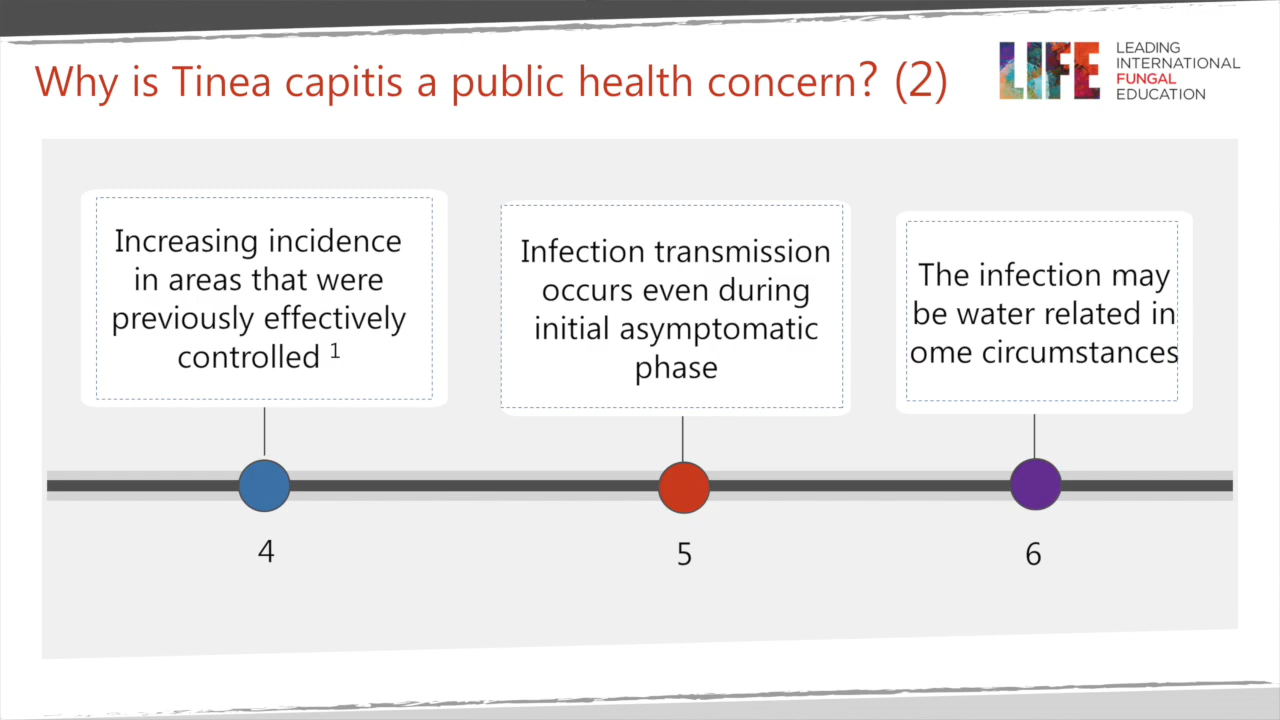 Why is Tinea capitis a public health concern? (2)
LIFE
LEADING
INTERNATIONAL
FUNGAL
EDUCATION
Increasing incidence
in areas that were
previously effectively
controlled 1
Infection transmission
occurs even during
initial asymptomatic
phase
The infection may
be water related in
ome circumstances
4
5
6